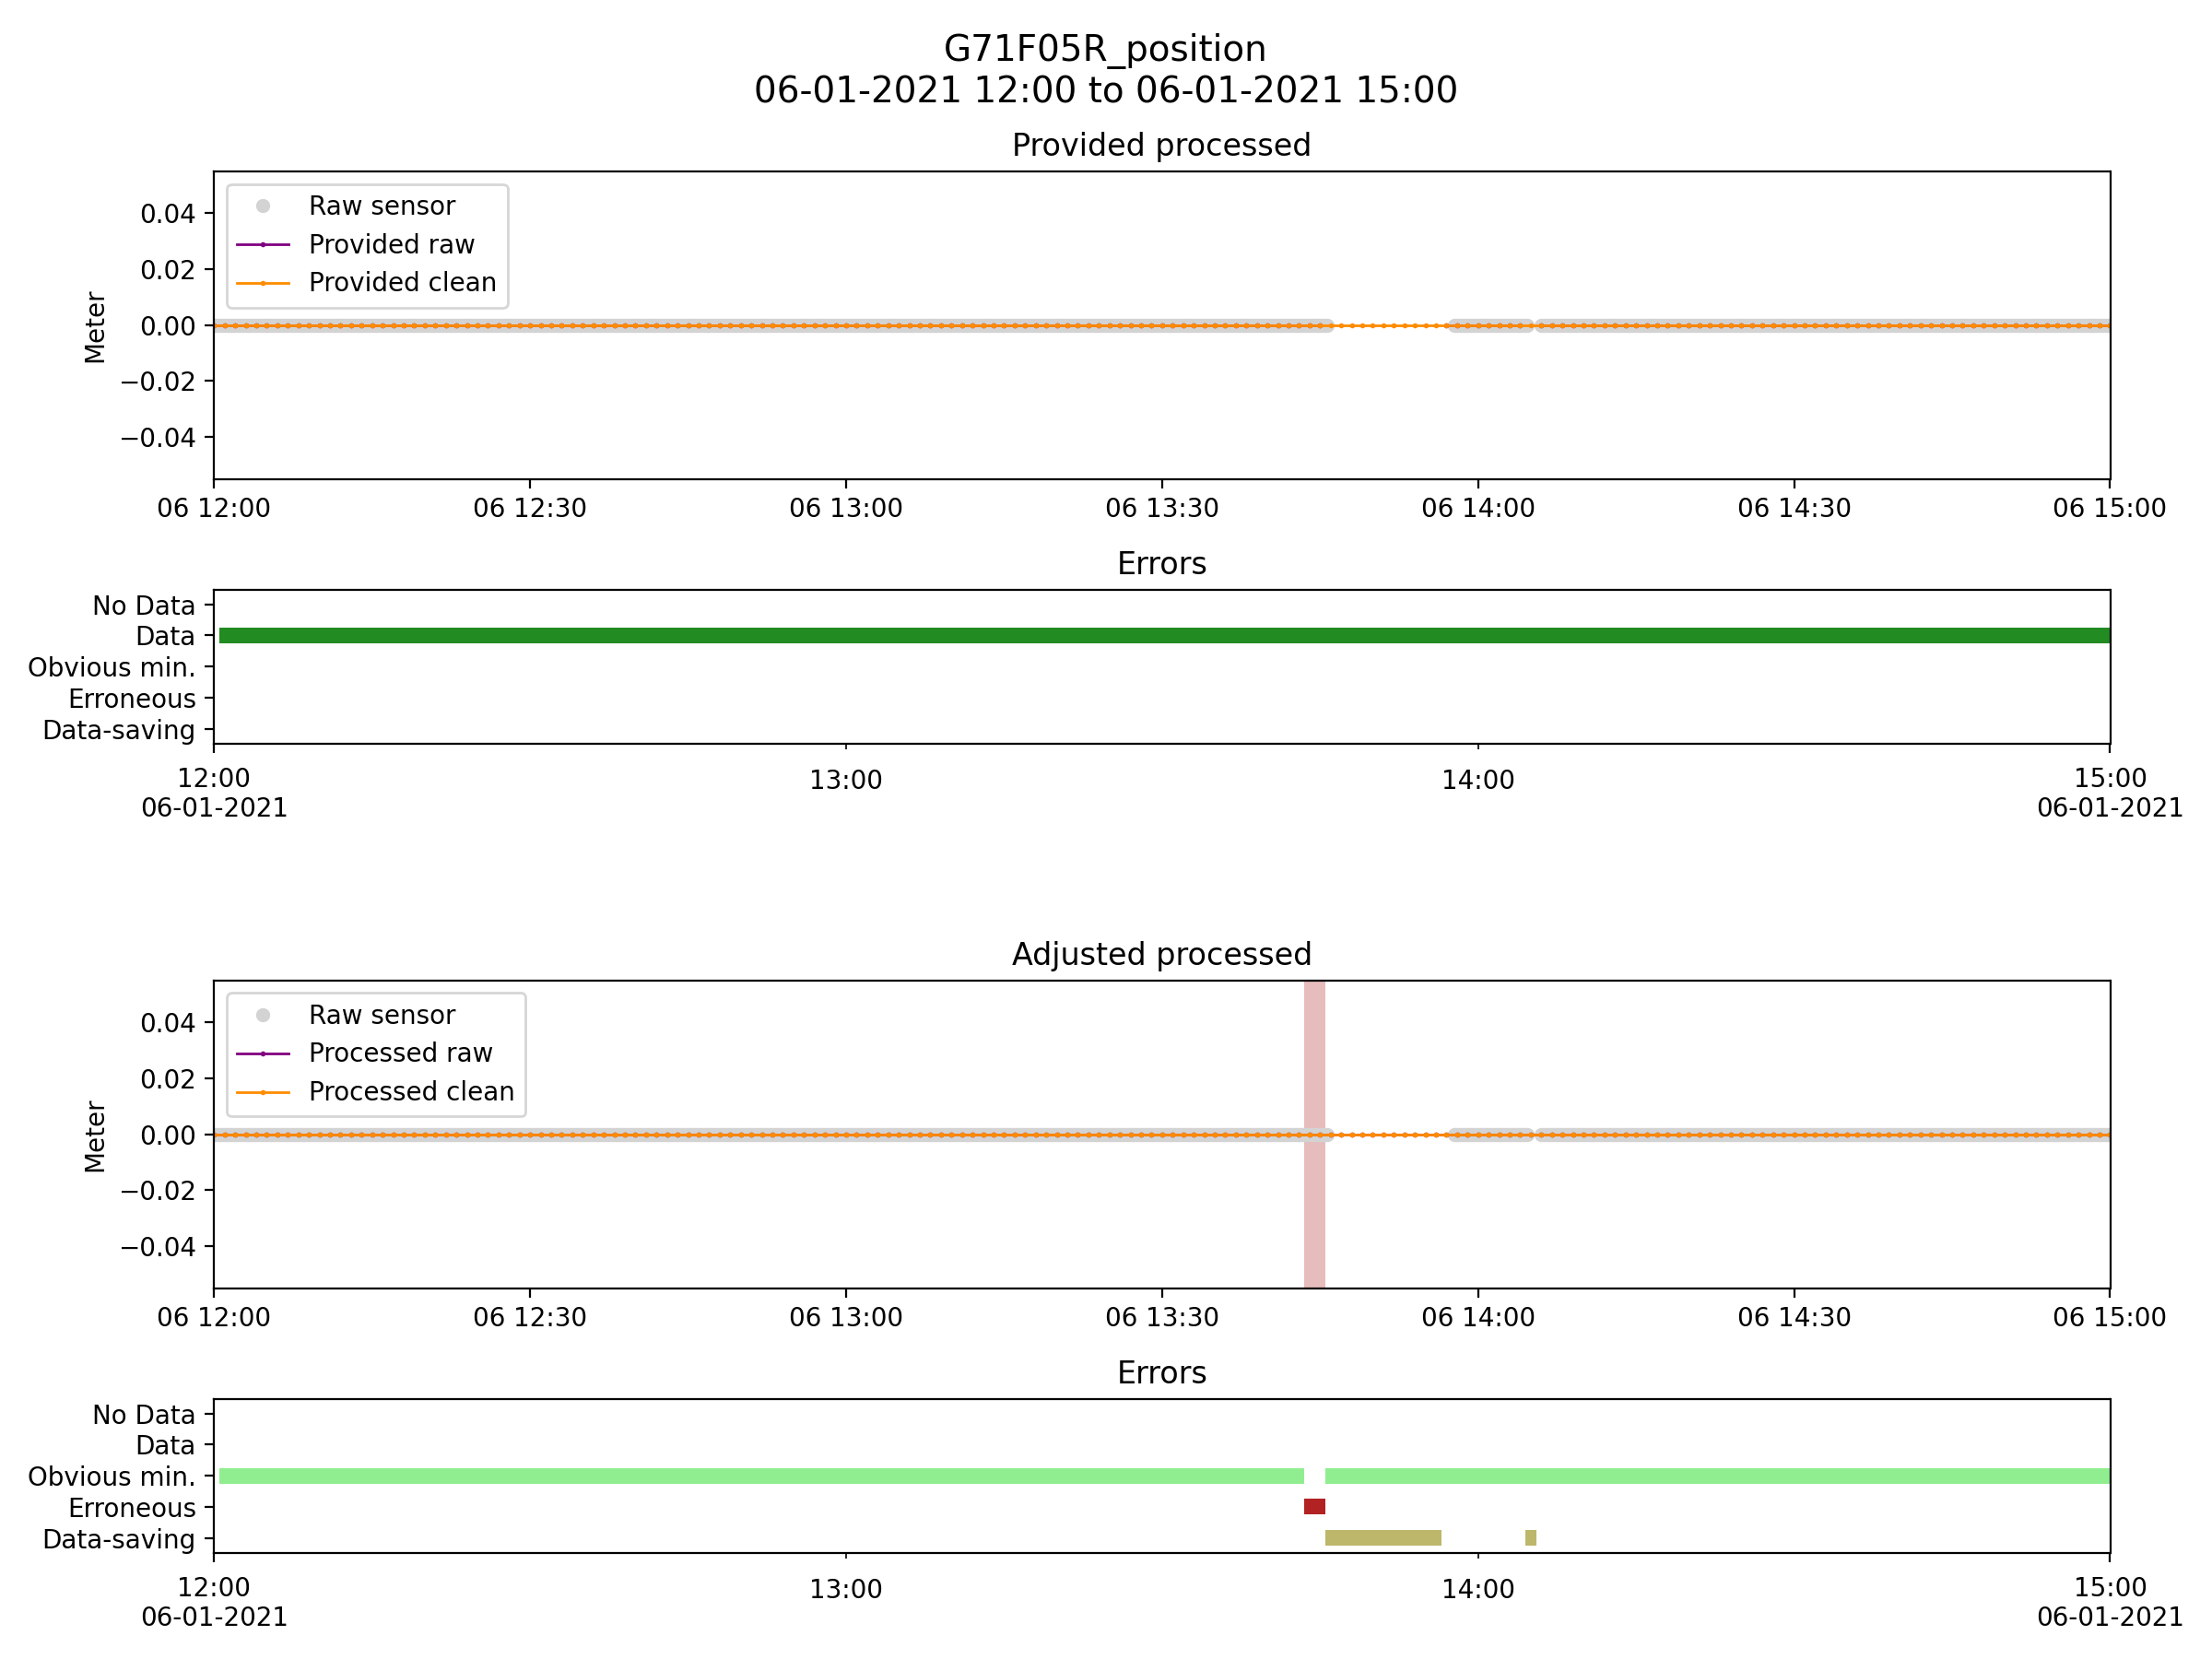 G71F05R_position
06-01-2021 12:00 to 06-01-2021 15:00
Provided processed
Raw sensor
Provided raw
Provided clean
Meter
0.04
0.02
0.00
−0.02
−0.04
06 12:00 06 12:30 06 13:00 06 13:30 06 14:00 06 14:30 06 15:00
Errors
No Data
Data
Obvious min.
Erroneous
Data-saving
12:00 13:00 14:00 15:00
06-01-2021 06-01-2021
Adjusted processed
Raw sensor
Processed raw
Processed clean
Meter
0.04
0.02
0.00
−0.02
−0.04
06 12:00 06 12:30 06 13:00 06 13:30 06 14:00 06 14:30 06 15:00
Errors
No Data
Data
Obvious min.
Erroneous
Data-saving
12:00 13:00 14:00 15:00
06-01-2021 06-01-2021